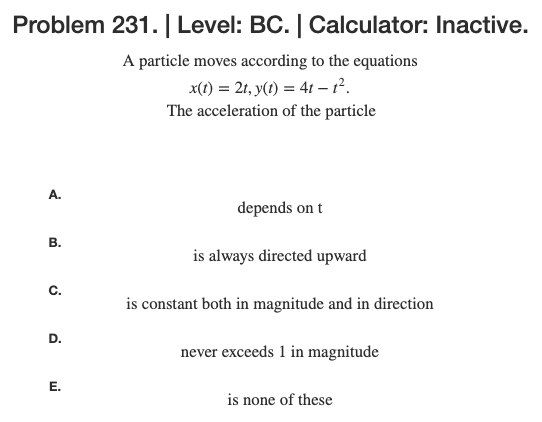 Problem 231. | Level: BC. | Calculator: Inactive.
A particle moves according to the equations
x(t) = 2t, y(t) = 4t − t².
The acceleration of the particle
A.
depends on t
B.
is always directed upward
C.
is constant both in magnitude and in direction
D.
never exceeds 1 in magnitude
E.
is none of these